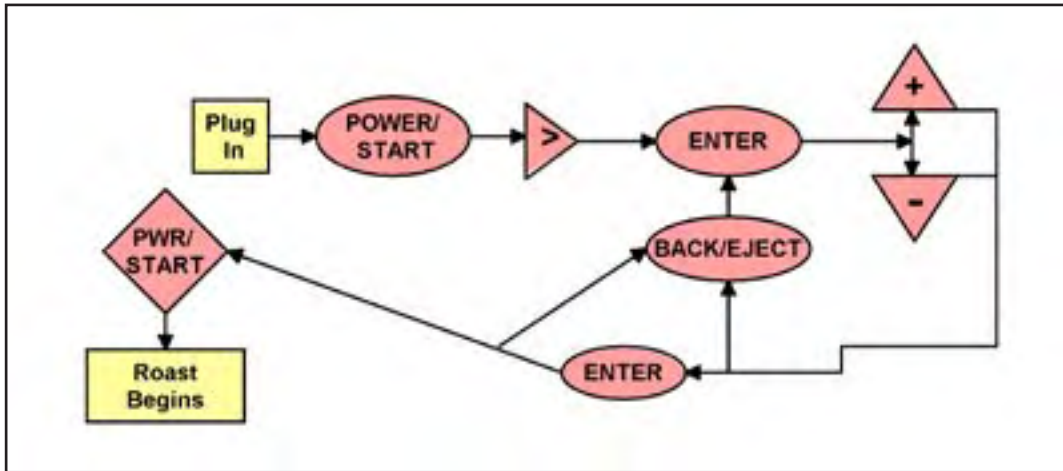 Plug
In
POWER/
START
>
ENTER
+
-
BACK/EJECT
ENTER
PWR/
START
Roast
Begins